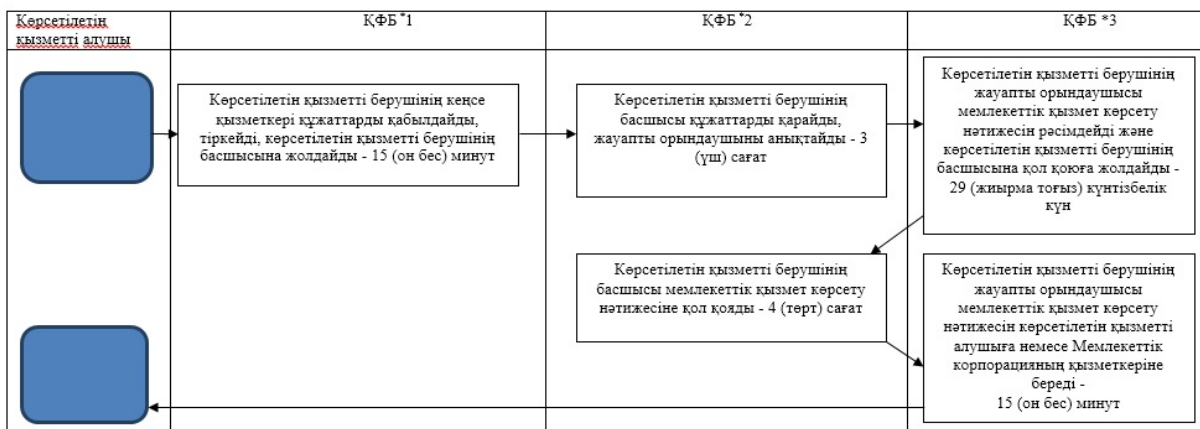 Көрсетілетін
қызметті алушы
ҚФБ *1
ҚФБ *2
ҚФБ *3
Көрсетілетін қызметті берушінің кеңсе
қызметкері құжаттарды қабылдайды,
тіркейді, көрсетілетін қызметті берушінің
басшысына жолдайды - 15 (он бес) минут
Көрсетілетін қызметті берушінің
басшысы құжаттарды қарайды,
жауапты орындаушыны анықтайды - 3
(үш) сағат
Көрсетілетін қызметті берушінің
жауапты орындаушысы
мемлекеттік қызмет көрсету
нәтижесін рәсімдейді және
көрсетілетін қызметті берушінің
басшысына қол қоюға жолдайды -
29 (жиырма тоғыз) күнтізбелік
күн
Көрсетілетін қызметті берушінің
басшысы мемлекеттік қызмет көрсету
нәтижесіне қол қояды - 4 (төрт) сағат
Көрсетілетін қызметті берушінің
жауапты орындаушысы
мемлекеттік қызмет көрсету
нәтижесін көрсетілетін қызметті
алушыға немесе Мемлекеттік
корпорацияның қызметкеріне
береді -
15 (он бес) минут